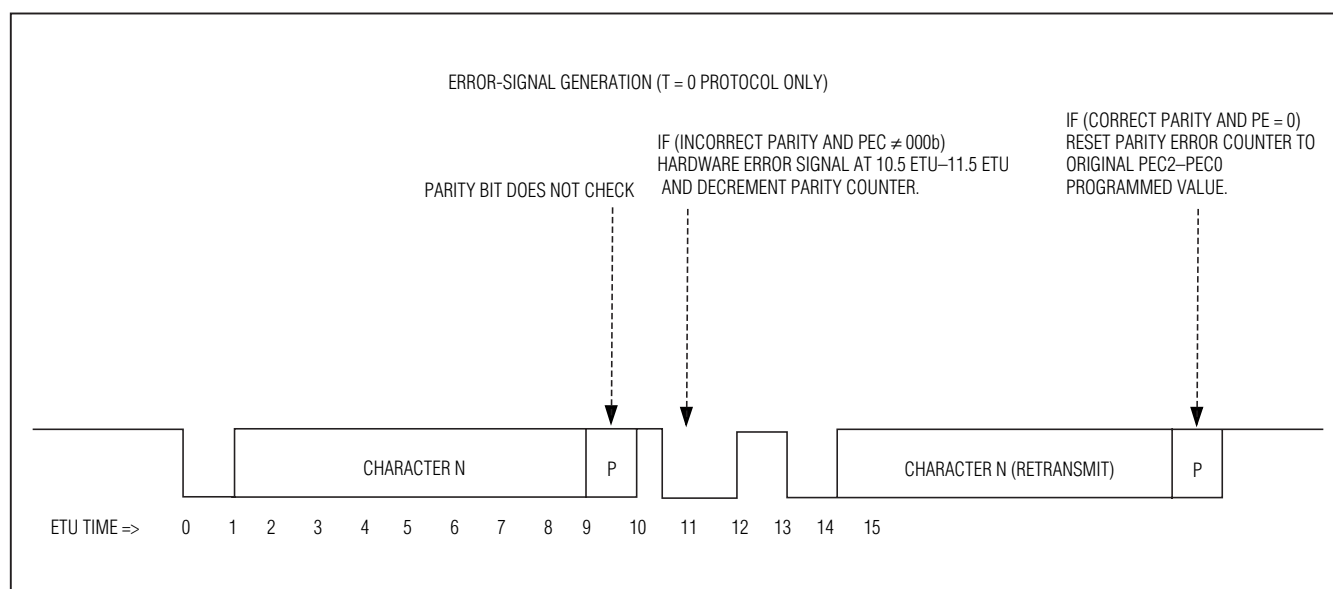 ERROR-SIGNAL GENERATION (T = 0 PROTOCOL ONLY)
PARITY BIT DOES NOT CHECK
IF (INCORRECT PARITY AND PEC ≠ 000b)
HARDWARE ERROR SIGNAL AT 10.5 ETU–11.5 ETU
AND DECREMENT PARITY COUNTER.
IF (CORRECT PARITY AND PE = 0)
RESET PARITY ERROR COUNTER TO
ORIGINAL PEC2–PEC0
PROGRAMMED VALUE.
CHARACTER N P CHARACTER N (RETRANSMIT) P
ETU TIME => 0 1 2 3 4 5 6 7 8 9 10 11 12 13 14 15